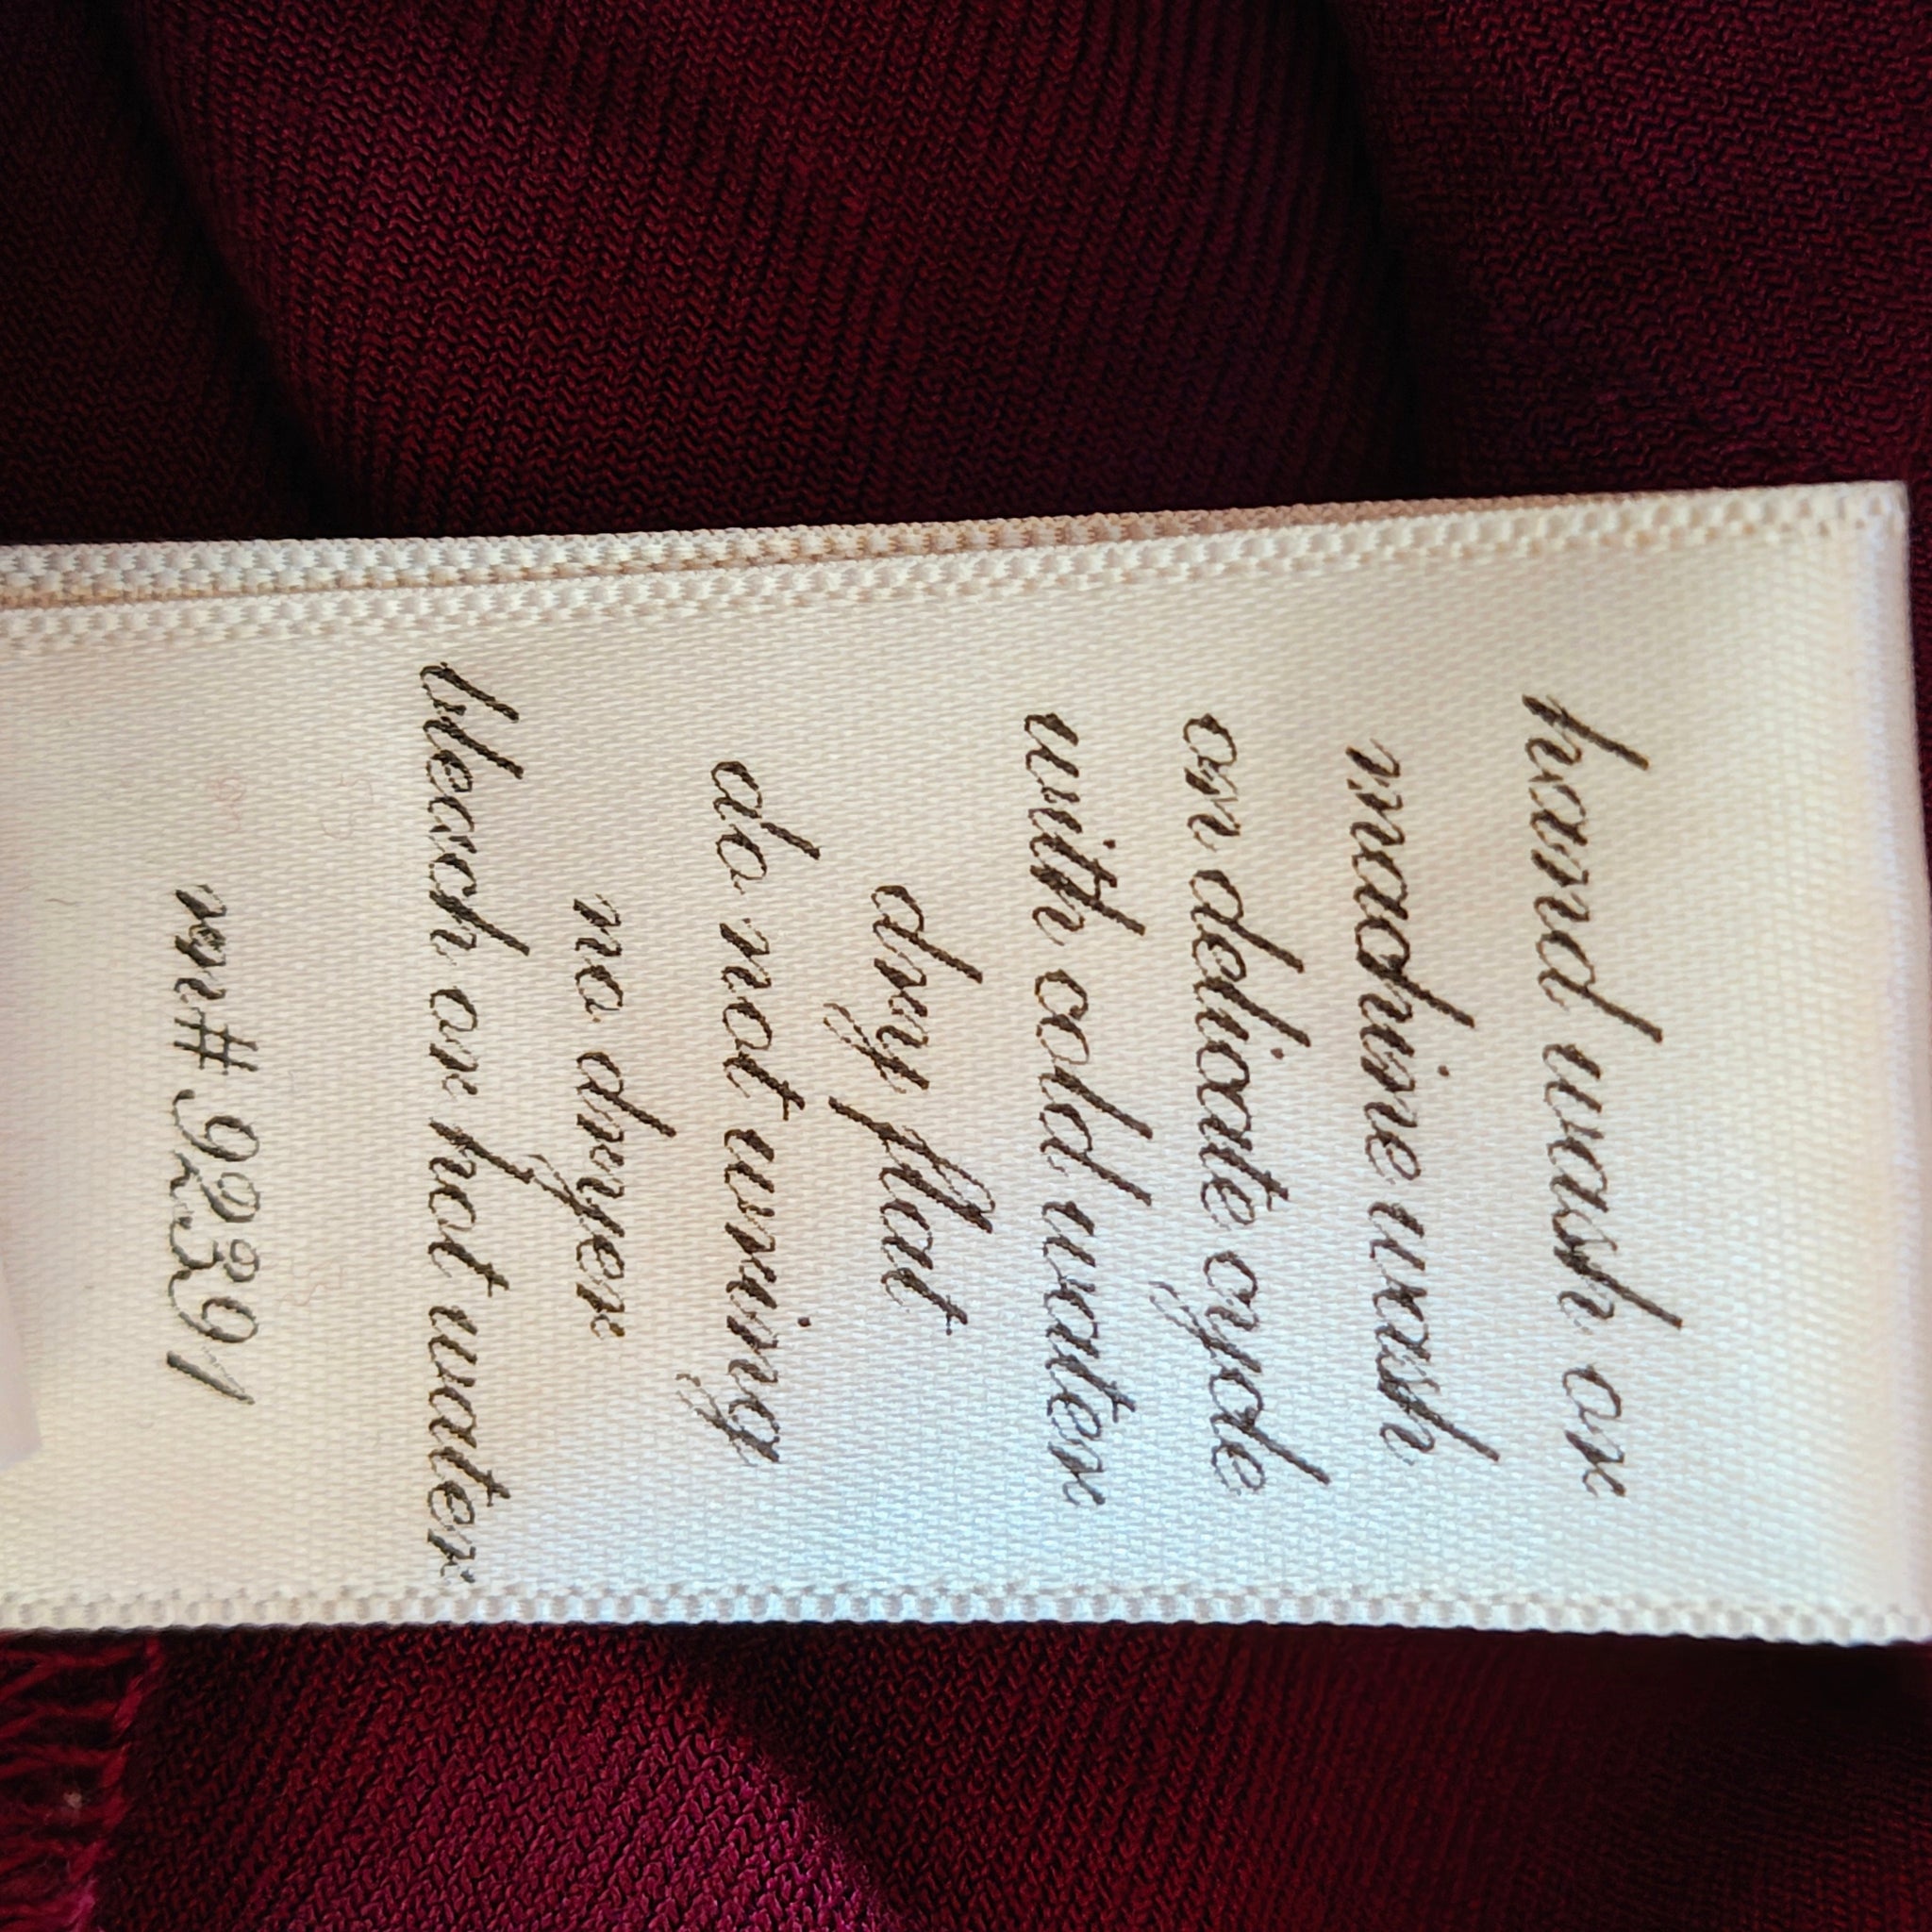 hand wash or
machine wash
on delicate cycle
with cold water
dry flat
do not wring
no dryer
bleach or hot water
rn# 92391